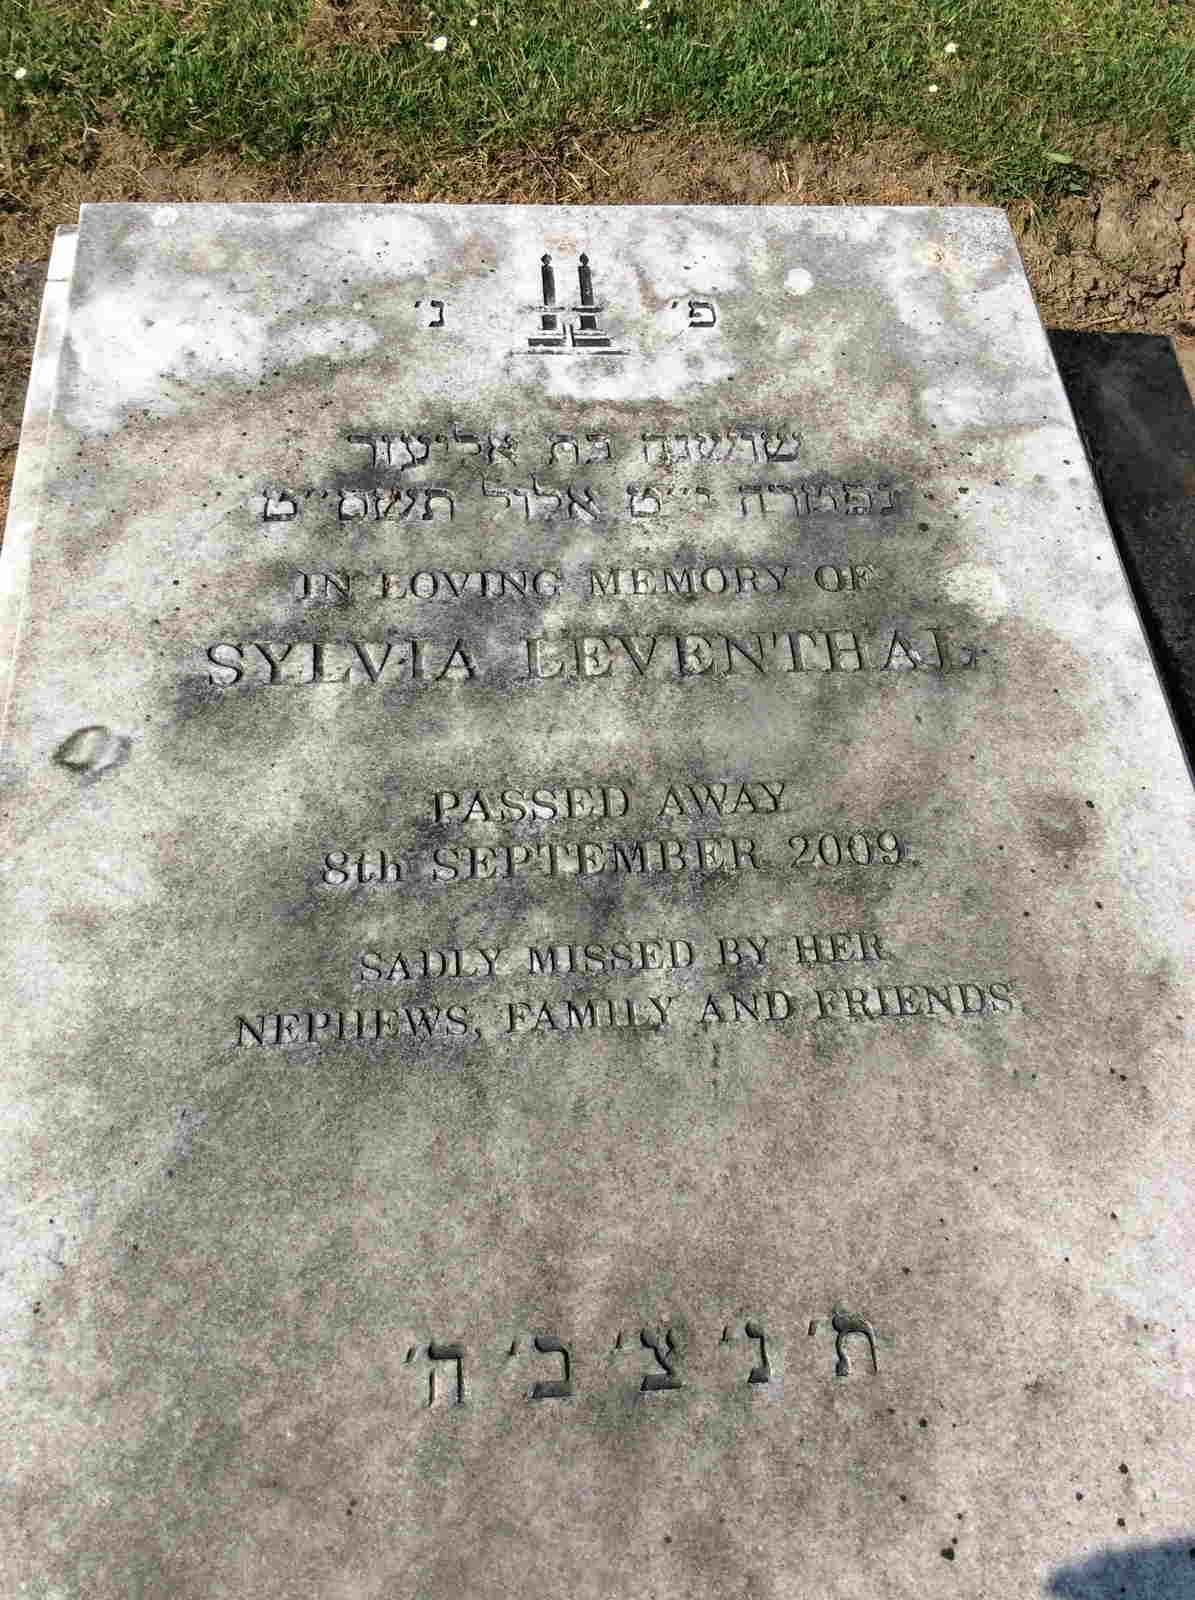 פ׳ נ׳
שושנה בת אליעזר
נפטרה י״ט אלול תשס״ט
IN LOVING MEMORY OF
SYLVIA LEVENTHAL
PASSED AWAY
8th SEPTEMBER 2009.
SADLY MISSED BY HER
NEPHEWS, FAMILY AND FRIENDS.
ת׳ נ׳ צ׳ ב׳ ה׳